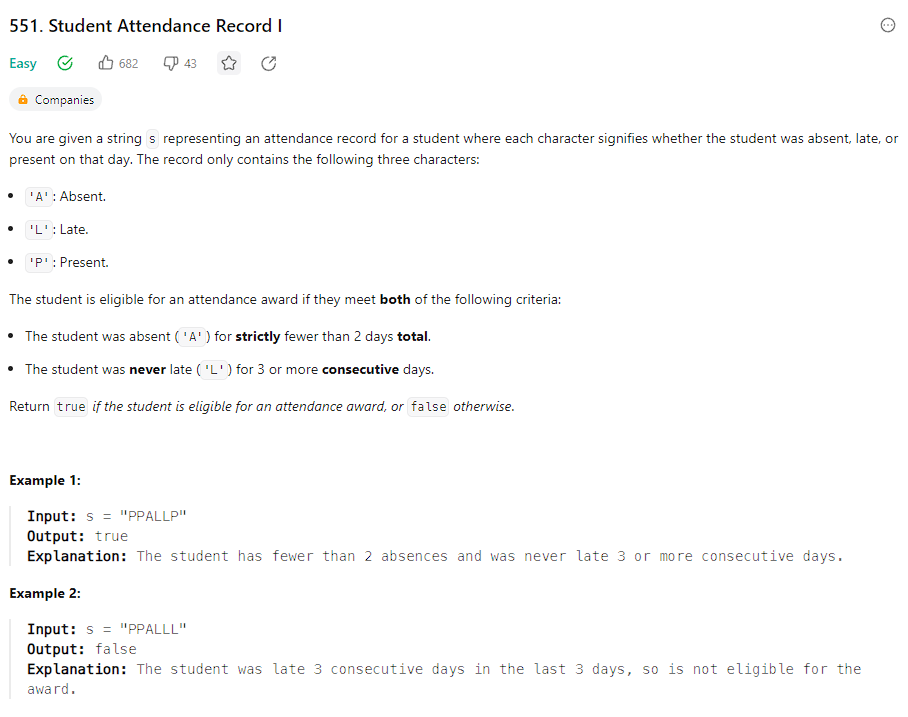 551. Student Attendance Record I
Easy 682 43
Companies
You are given a string s representing an attendance record for a student where each character signifies whether the student was absent, late, or
present on that day. The record only contains the following three characters:
• 'A': Absent.
• 'L': Late.
• 'P': Present.
The student is eligible for an attendance award if they meet both of the following criteria:
• The student was absent ('A') for strictly fewer than 2 days total.
• The student was never late ('L') for 3 or more consecutive days.
Return true if the student is eligible for an attendance award, or false otherwise.
Example 1:
Input: s = "PPALLP"
Output: true
Explanation: The student has fewer than 2 absences and was never late 3 or more consecutive days.
Example 2:
Input: s = "PPALLL"
Output: false
Explanation: The student was late 3 consecutive days in the last 3 days, so is not eligible for the
award.